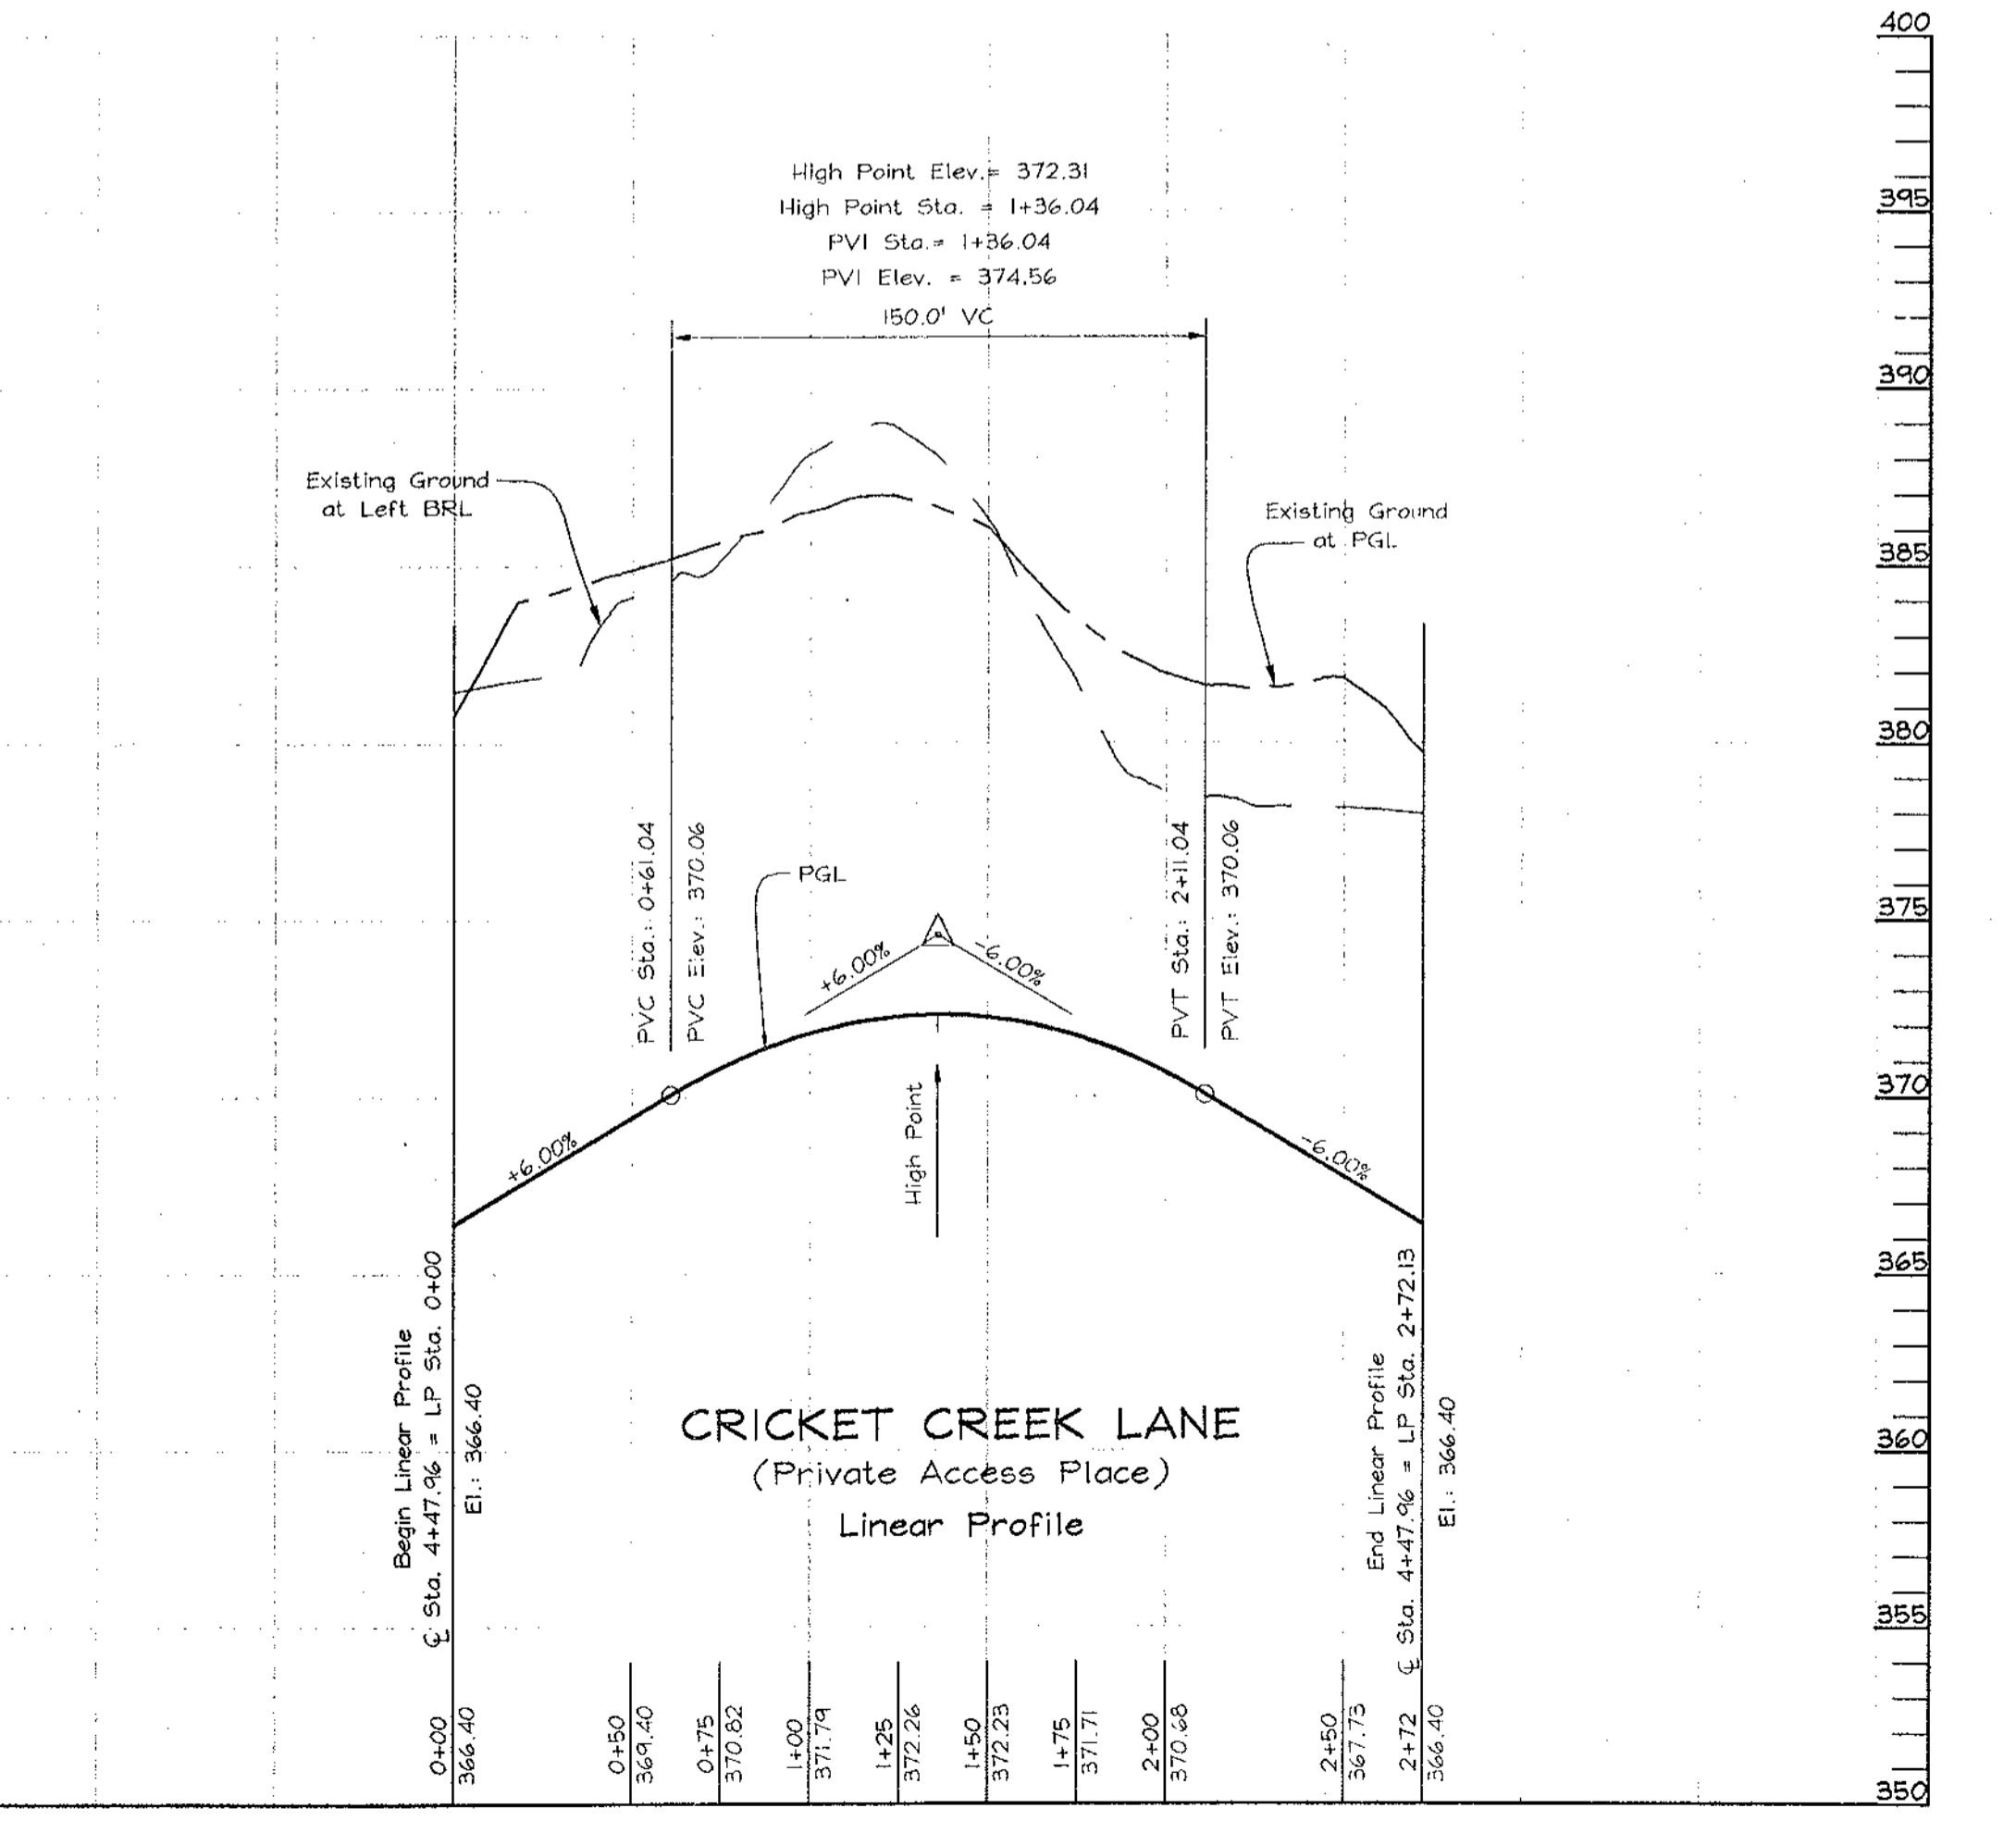 400
High Point Elev.= 372.31
High Point Sta. = 1+36.04
PVI Sta.= 1+36.04
PVI Elev. = 374.56
150.0' VC
395
390
Existing Ground
at Left BRL
Existing Ground
at PGL
385
380
PVC Sta.: 0+61.04
PVC Elev.: 370.06
PGL
+6.00%
-6.00%
PVT Sta.: 2+11.04
PVT Elev.: 370.06
375
370
+6.00%
High Point
-6.00%
365
Begin Linear Profile
℄ Sta. 4+47.96 = LP Sta. 0+00
El.: 366.40
CRICKET CREEK LANE
(Private Access Place)
Linear Profile
End Linear Profile
℄ Sta. 4+47.96 = LP Sta. 2+72.13
El.: 366.40
360
355
0+00
366.40
0+50
369.40
0+75
370.82
1+00
371.79
1+25
372.26
1+50
372.23
1+75
371.71
2+00
370.68
2+50
367.73
2+72
366.40
350